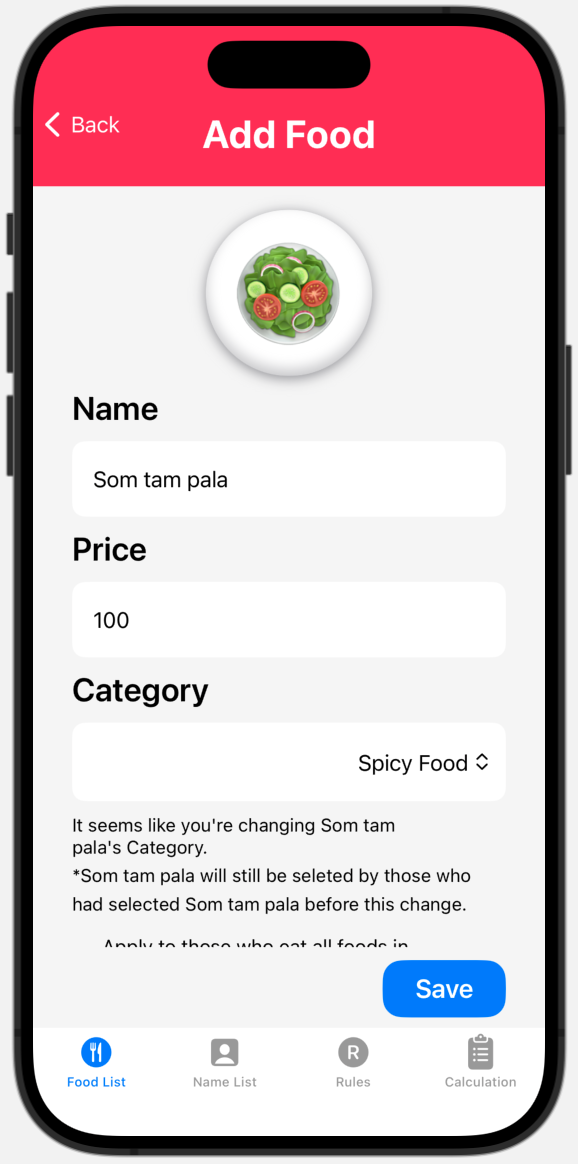 Back
Add Food
Name
Som tam pala
Price
100
Category
Spicy Food
It seems like you're changing Som tam
pala's Category.
*Som tam pala will still be seleted by those who
had selected Som tam pala before this change.
Apply to those who eat all foods in
Save
R
Food List
Name List
Rules
Calculation